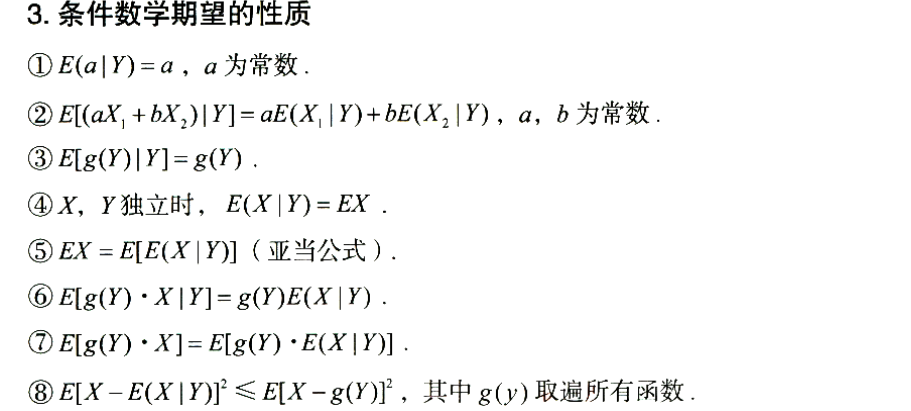 3. 条件数学期望的性质
① E(a|Y)=a，a 为常数.
② E[(aX₁+bX₂)|Y]=aE(X₁|Y)+bE(X₂|Y)，a，b 为常数.
③ E[g(Y)|Y]=g(Y).
④ X，Y 独立时，E(X|Y)=EX.
⑤ EX=E[E(X|Y)]（亚当公式）.
⑥ E[g(Y)·X|Y]=g(Y)E(X|Y).
⑦ E[g(Y)·X]=E[g(Y)·E(X|Y)].
⑧ E[X−E(X|Y)]²≤E[X−g(Y)]²，其中 g(y) 取遍所有函数.